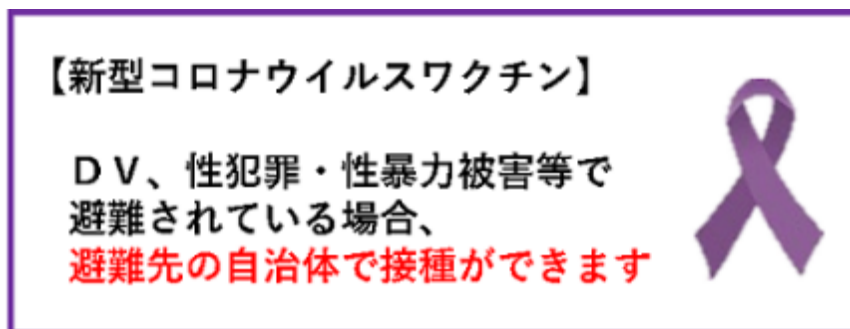 【新型コロナウイルスワクチン】
ＤＶ、性犯罪・性暴力被害等で
避難されている場合、
避難先の自治体で接種ができます